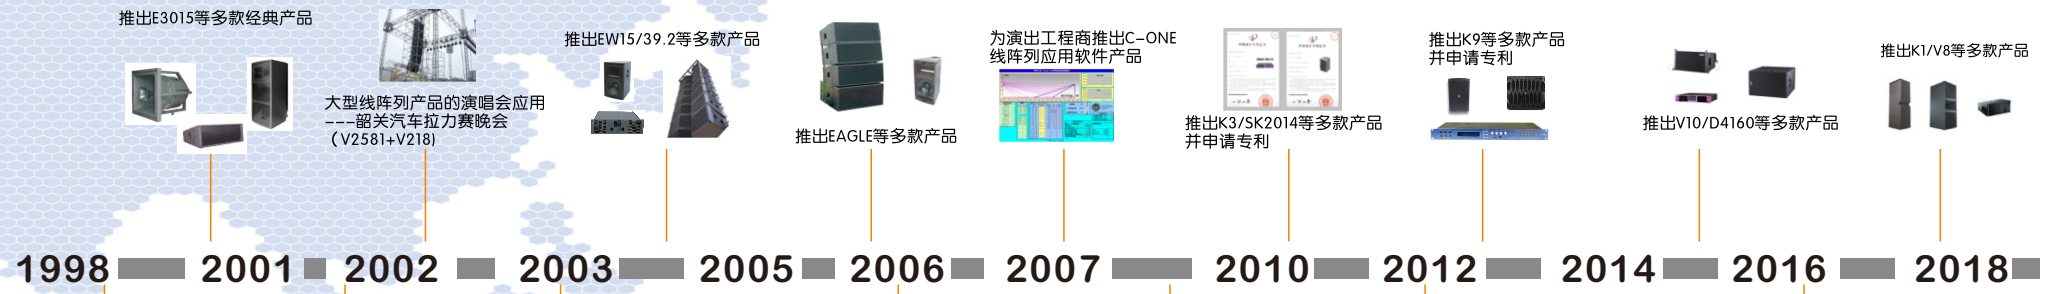 推出E3015等多款经典产品
大型线阵列产品的演唱会应用
---韶关汽车拉力赛晚会
（V2581+V218)
推出EW15/39.2等多款产品
推出EAGLE等多款产品
为演出工程商推出C-ONE
线阵列应用软件产品
推出K3/SK2014等多款产品
并申请专利
推出K9等多款产品
并申请专利
推出V10/D4160等多款产品
推出K1/V8等多款产品
1998 2001 2002 2003 2005 2006 2007 2010 2012 2014 2016 2018